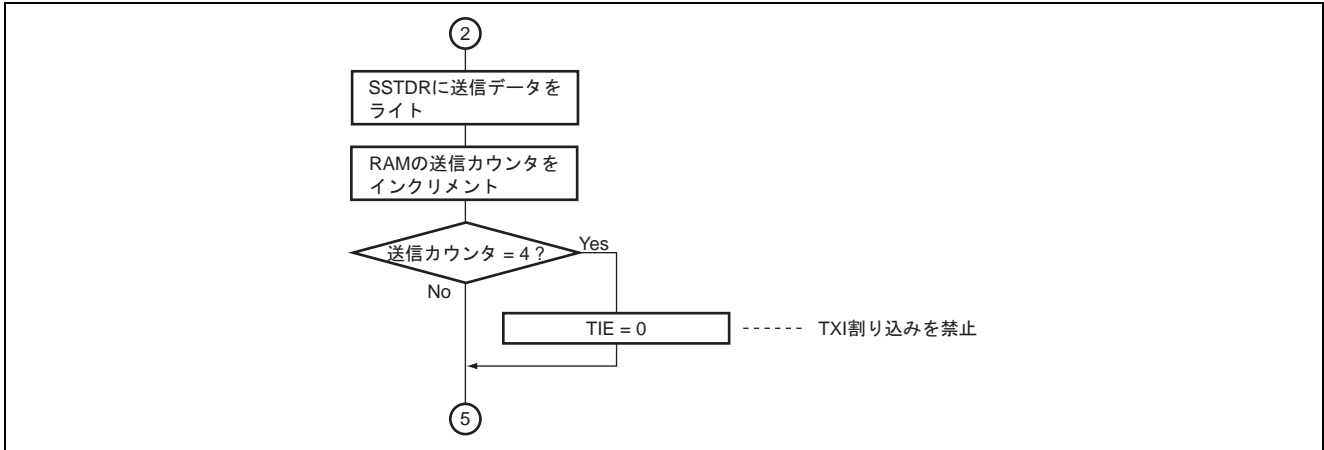 2
SSTDRに送信データを
ライト
RAMの送信カウンタを
インクリメント
送信カウンタ = 4 ?
Yes
No
TIE = 0
TXI割り込みを禁止
5